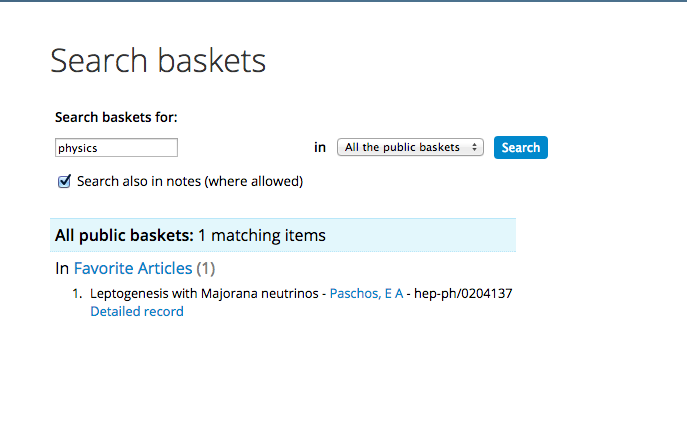 Search baskets
Search baskets for:
physics in All the public baskets Search
Search also in notes (where allowed)
All public baskets: 1 matching items
In Favorite Articles (1)
1. Leptogenesis with Majorana neutrinos - Paschos, E A - hep-ph/0204137
Detailed record